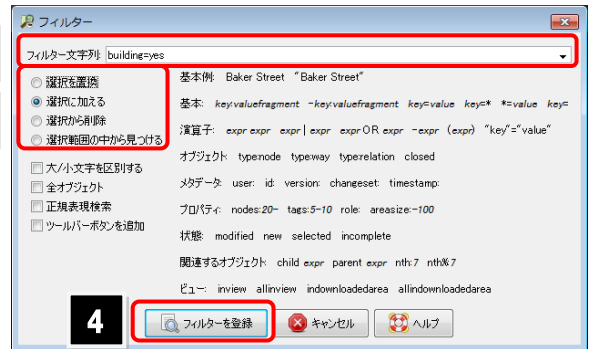 フィルター
フィルター文字列: building=yes
選択を置換
選択に加える
選択から削除
選択範囲の中から見つける
大/小文字を区別する
全オブジェクト
正規表現検索
ツールバーボタンを追加
基本例: Baker Street "Baker Street"
基本: key:valuefragment -key:valuefragment key=value key=* *=value key=
演算子: expr expr expr | expr expr OR expr -expr (expr) "key"="value"
オブジェクト: type:node type:way type:relation closed
メタデータ: user: id: version: changeset: timestamp:
プロパティ: nodes:20- tags:5-10 role: areasize:-100
状態: modified new selected incomplete
関連するオブジェクト: child expr parent expr nth:7 nth%:7
ビュー: inview allinview indownloadedarea allindownloadedarea
4
フィルターを登録 キャンセル ヘルプ